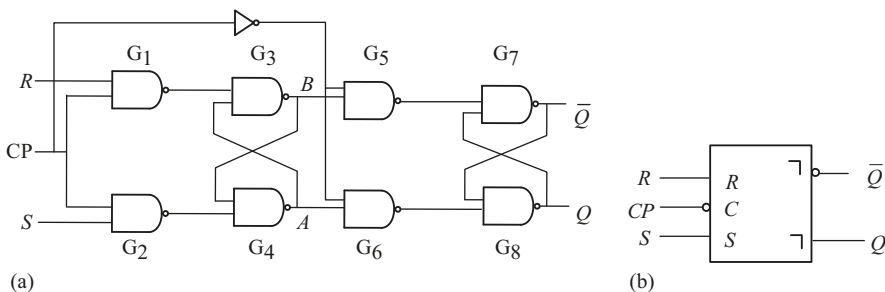 G1 G3 G5 G7
R
B
Q̅
CP
S
A
Q
G2 G4 G6 G8
(a)
R R Q̅
CP C
S S Q
(b)